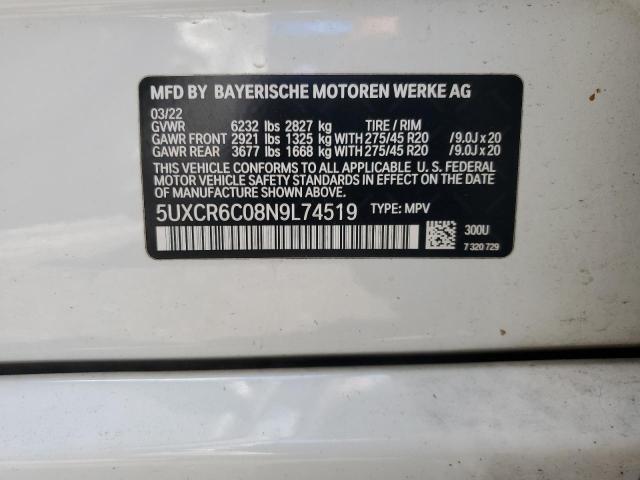 MFD BY BAYERISCHE MOTOREN WERKE AG
03/22
GVWR 6232 lbs 2827 kg TIRE / RIM
GAWR FRONT 2921 lbs 1325 kg WITH 275/45 R20 /9.0J x 20
GAWR REAR 3677 lbs 1668 kg WITH 275/45 R20 /9.0J x 20
THIS VEHICLE CONFORMS TO ALL APPLICABLE U. S. FEDERAL
MOTOR VEHICLE SAFETY STANDARDS IN EFFECT ON THE DATE OF
MANUFACTURE SHOWN ABOVE.
5UXCR6C08N9L74519 TYPE: MPV
300U
7 320 729